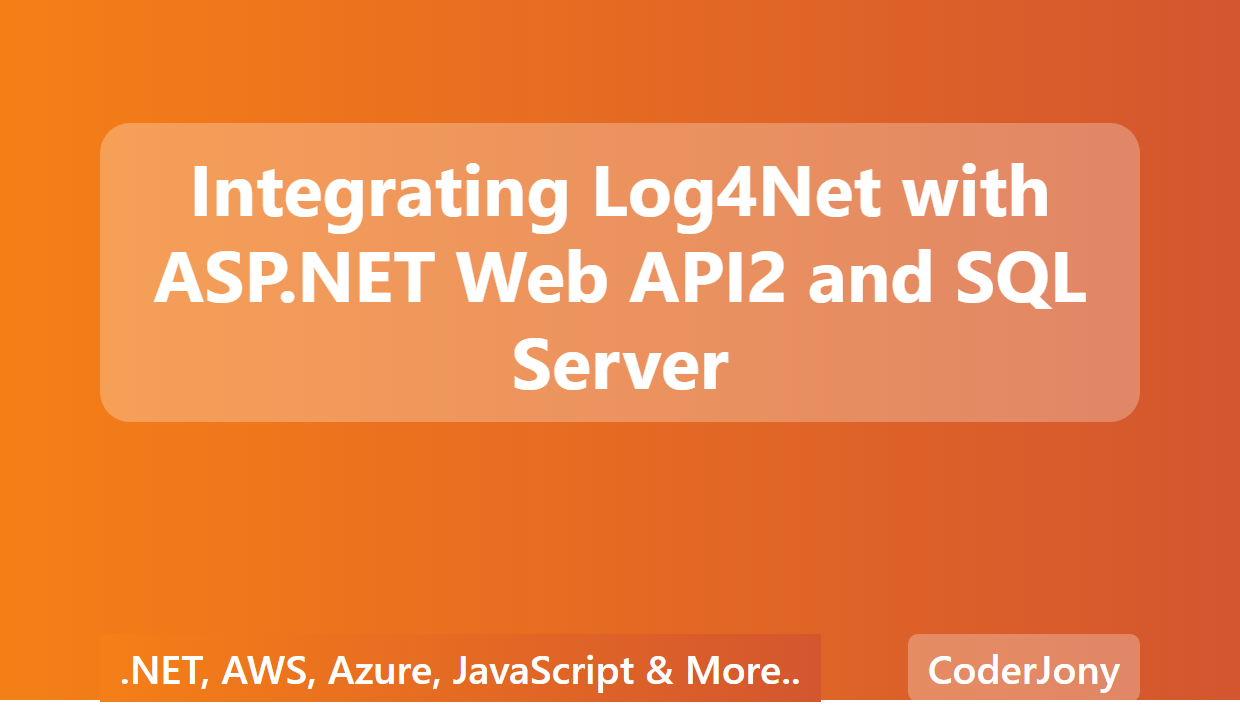 Integrating Log4Net with
ASP.NET Web API2 and SQL
Server
.NET, AWS, Azure, JavaScript & More..
CoderJony